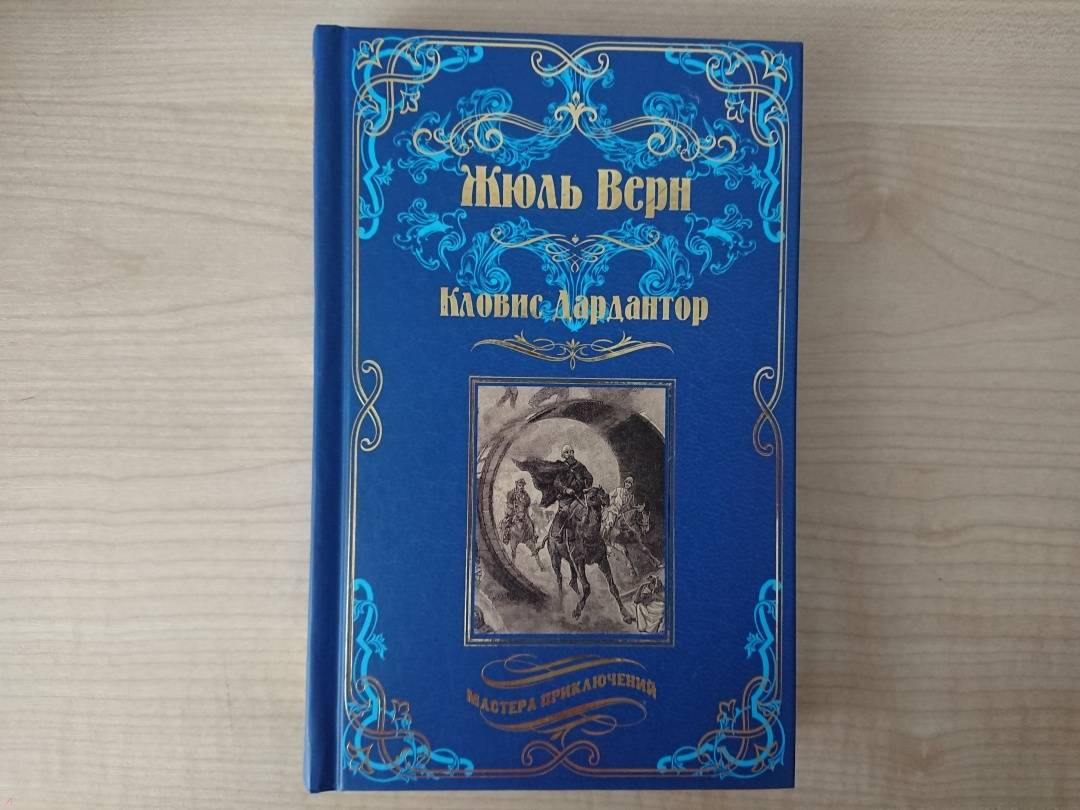 Жюль Верн
Кловис Дардантор
МАСТЕРА ПРИКЛЮЧЕНИЙ